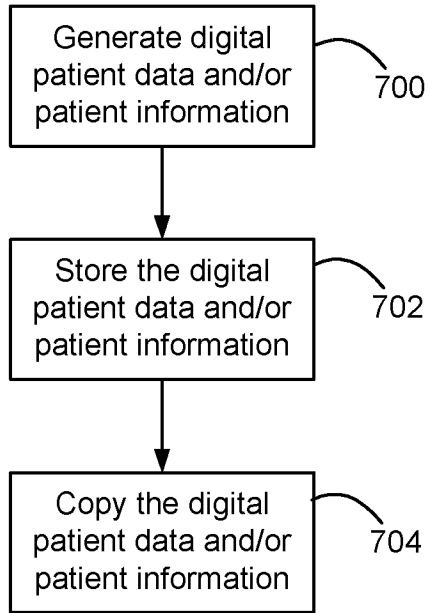 Generate digital
patient data and/or
patient information
700
Store the digital
patient data and/or
patient information
702
Copy the digital
patient data and/or
patient information
704